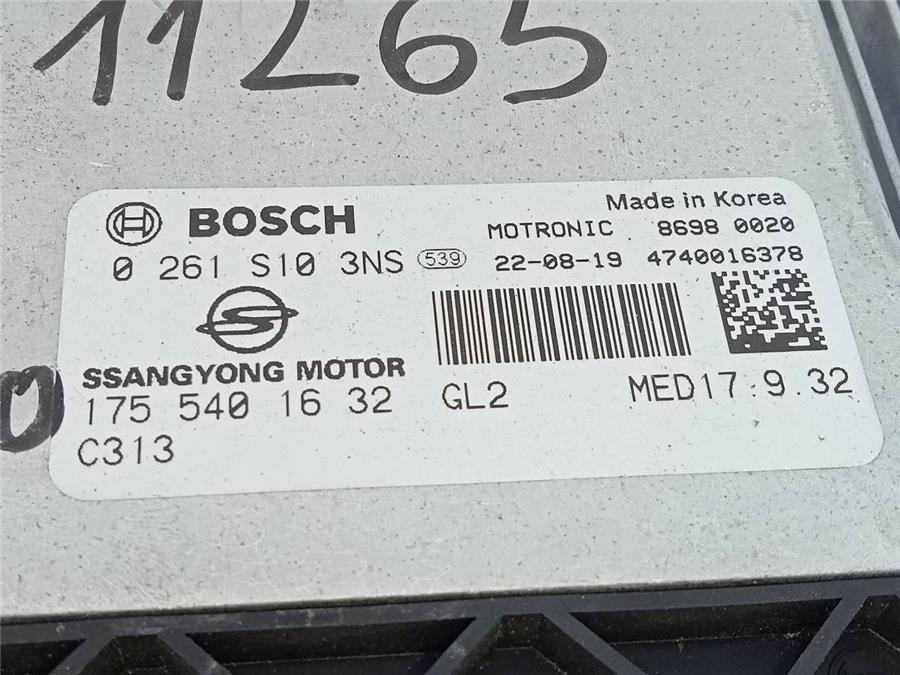 11265
BOSCH
Made in Korea
MOTRONIC 8698 0020
0 261 S10 3NS 539 22-08-19 4740016378
SSANGYONG MOTOR
175 540 16 32 GL2 MED17.9.32
C313
0